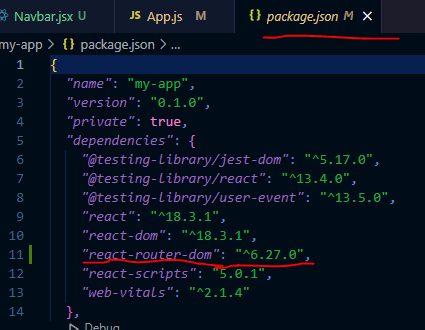 Navbar.jsx U App.js M {} package.json M ×
my-app > {} package.json > ...
1 {
2 "name": "my-app",
3 "version": "0.1.0",
4 "private": true,
5 "dependencies": {
6 "@testing-library/jest-dom": "^5.17.0",
7 "@testing-library/react": "^13.4.0",
8 "@testing-library/user-event": "^13.5.0",
9 "react": "^18.3.1",
10 "react-dom": "^18.3.1",
11 "react-router-dom": "^6.27.0",
12 "react-scripts": "5.0.1",
13 "web-vitals": "^2.1.4"
14 },
Debug